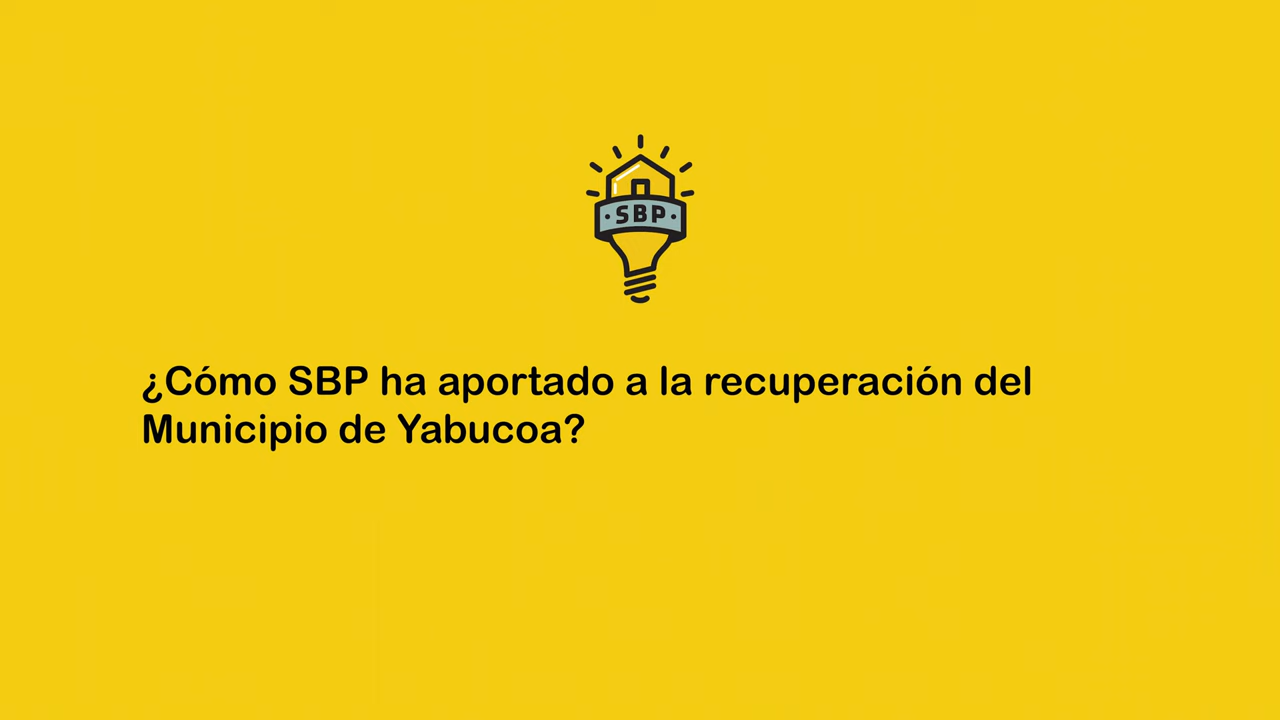 ·SBP·
¿Cómo SBP ha aportado a la recuperación del
Municipio de Yabucoa?